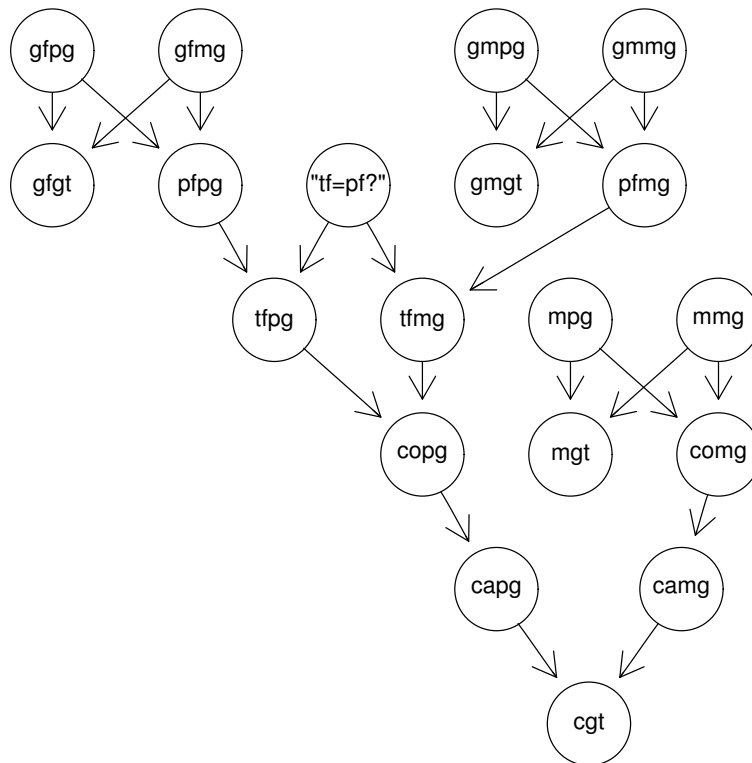 gfpg gfmg gmpg gmmg
gfgt pfpg "tf=pf?" gmgt pfmg
tfpg tfmg mpg mmg
copg mgt comg
capg camg
cgt